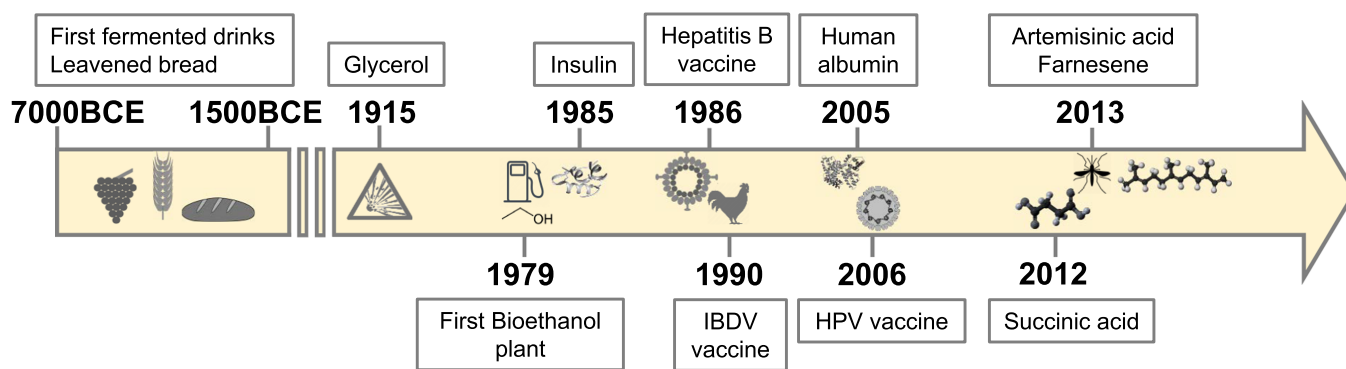 First fermented drinks
Leavened bread
7000BCE
1500BCE
Glycerol
1915
Insulin
1985
Hepatitis B
vaccine
1986
Human
albumin
2005
Artemisinic acid
Farnesene
2013
OH
1979
First Bioethanol
plant
1990
IBDV
vaccine
2006
HPV vaccine
2012
Succinic acid